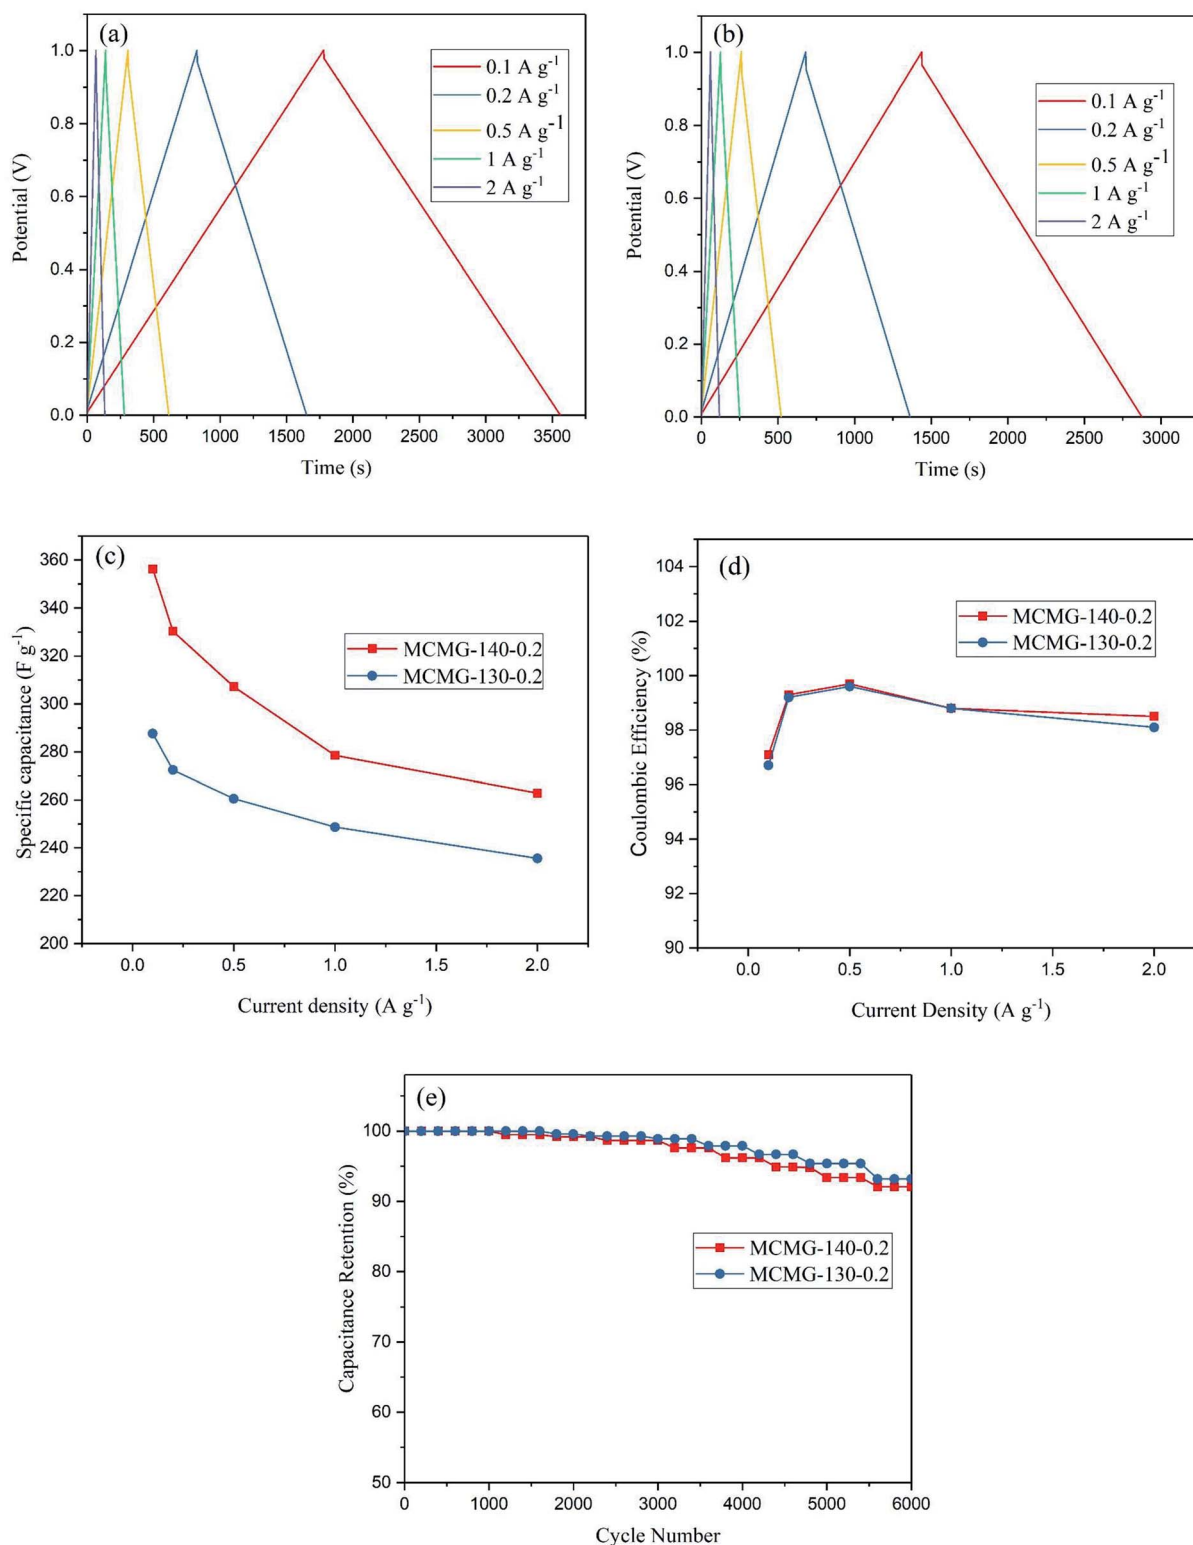 (a)
0.1 A g⁻¹
0.2 A g⁻¹
0.5 A g⁻¹
1 A g⁻¹
2 A g⁻¹
Potential (V)
1.0
0.8
0.6
0.4
0.2
0.0
0 500 1000 1500 2000 2500 3000 3500
Time (s)
(b)
0.1 A g⁻¹
0.2 A g⁻¹
0.5 A g⁻¹
1 A g⁻¹
2 A g⁻¹
Potential (V)
1.0
0.8
0.6
0.4
0.2
0.0
0 500 1000 1500 2000 2500 3000
Time (s)
(c)
MCMG-140-0.2
MCMG-130-0.2
Specific capacitance (F g⁻¹)
360
340
320
300
280
260
240
220
200
0.0 0.5 1.0 1.5 2.0
Current density (A g⁻¹)
(d)
MCMG-140-0.2
MCMG-130-0.2
Coulombic Efficiency (%)
104
102
100
98
96
94
92
90
0.0 0.5 1.0 1.5 2.0
Current Density (A g⁻¹)
(e)
MCMG-140-0.2
MCMG-130-0.2
Capacitance Retention (%)
100
90
80
70
60
50
0 1000 2000 3000 4000 5000 6000
Cycle Number